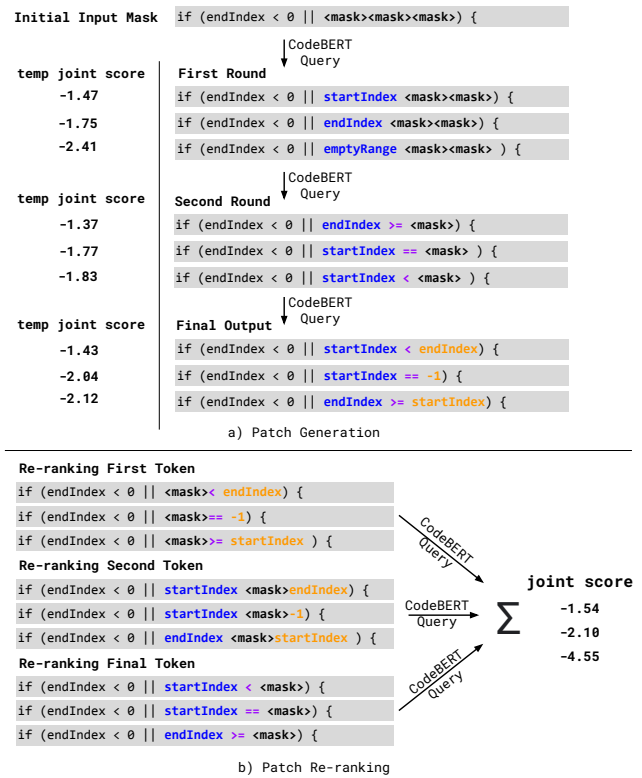 Initial Input Mask if (endIndex < 0 || <mask><mask><mask>) {
CodeBERT
Query
temp joint score First Round
-1.47 if (endIndex < 0 || startIndex <mask><mask>) {
-1.75 if (endIndex < 0 || endIndex <mask><mask>) {
-2.41 if (endIndex < 0 || emptyRange <mask><mask> ) {
CodeBERT
Query
temp joint score Second Round
-1.37 if (endIndex < 0 || endIndex >= <mask>) {
-1.77 if (endIndex < 0 || startIndex == <mask> ) {
-1.83 if (endIndex < 0 || startIndex < <mask> ) {
CodeBERT
Query
temp joint score Final Output
-1.43 if (endIndex < 0 || startIndex < endIndex) {
-2.04 if (endIndex < 0 || startIndex == -1) {
-2.12 if (endIndex < 0 || endIndex >= startIndex) {
a) Patch Generation
Re-ranking First Token
if (endIndex < 0 || <mask>< endIndex) {
if (endIndex < 0 || <mask>== -1) {
if (endIndex < 0 || <mask>>= startIndex ) {
Re-ranking Second Token
if (endIndex < 0 || startIndex <mask>endIndex) {
if (endIndex < 0 || startIndex <mask>-1) {
if (endIndex < 0 || endIndex <mask>startIndex ) {
Re-ranking Final Token
if (endIndex < 0 || startIndex < <mask>) {
if (endIndex < 0 || startIndex == <mask>) {
if (endIndex < 0 || endIndex >= <mask>) {
CodeBERT
Query
CodeBERT
Query
CodeBERT
Query
Σ
joint score
-1.54
-2.10
-4.55
b) Patch Re-ranking